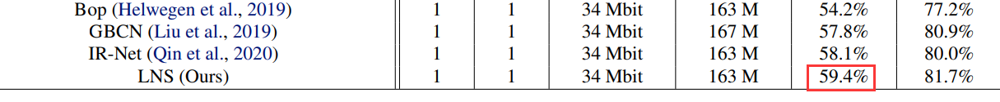 Bop (Helwegen et al., 2019) 1 1 34 Mbit 163 M 54.2% 77.2%
GBCN (Liu et al., 2019) 1 1 34 Mbit 167 M 57.8% 80.9%
IR-Net (Qin et al., 2020) 1 1 34 Mbit 163 M 58.1% 80.0%
LNS (Ours) 1 1 34 Mbit 163 M 59.4% 81.7%